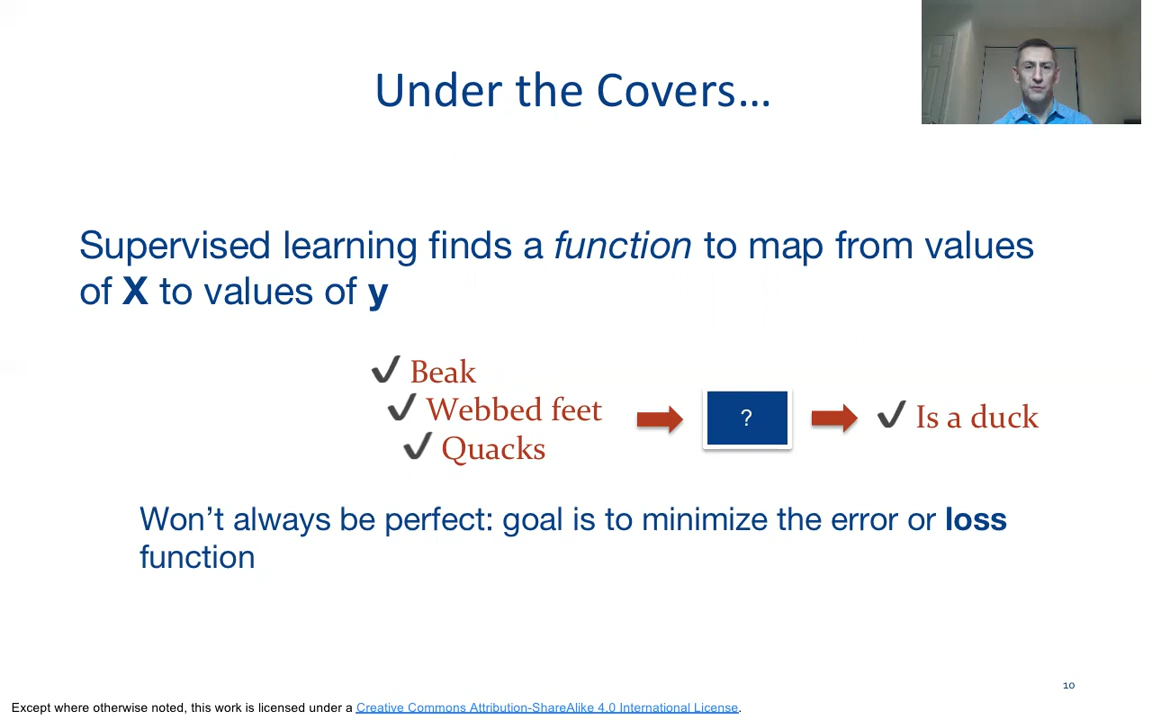 Under the Covers…
Supervised learning finds a function to map from values
of X to values of y
✔ Beak
✔ Webbed feet
✔ Quacks
?
✔ Is a duck
Won’t always be perfect: goal is to minimize the error or loss
function
10
Except where otherwise noted, this work is licensed under a Creative Commons Attribution-ShareAlike 4.0 International License.